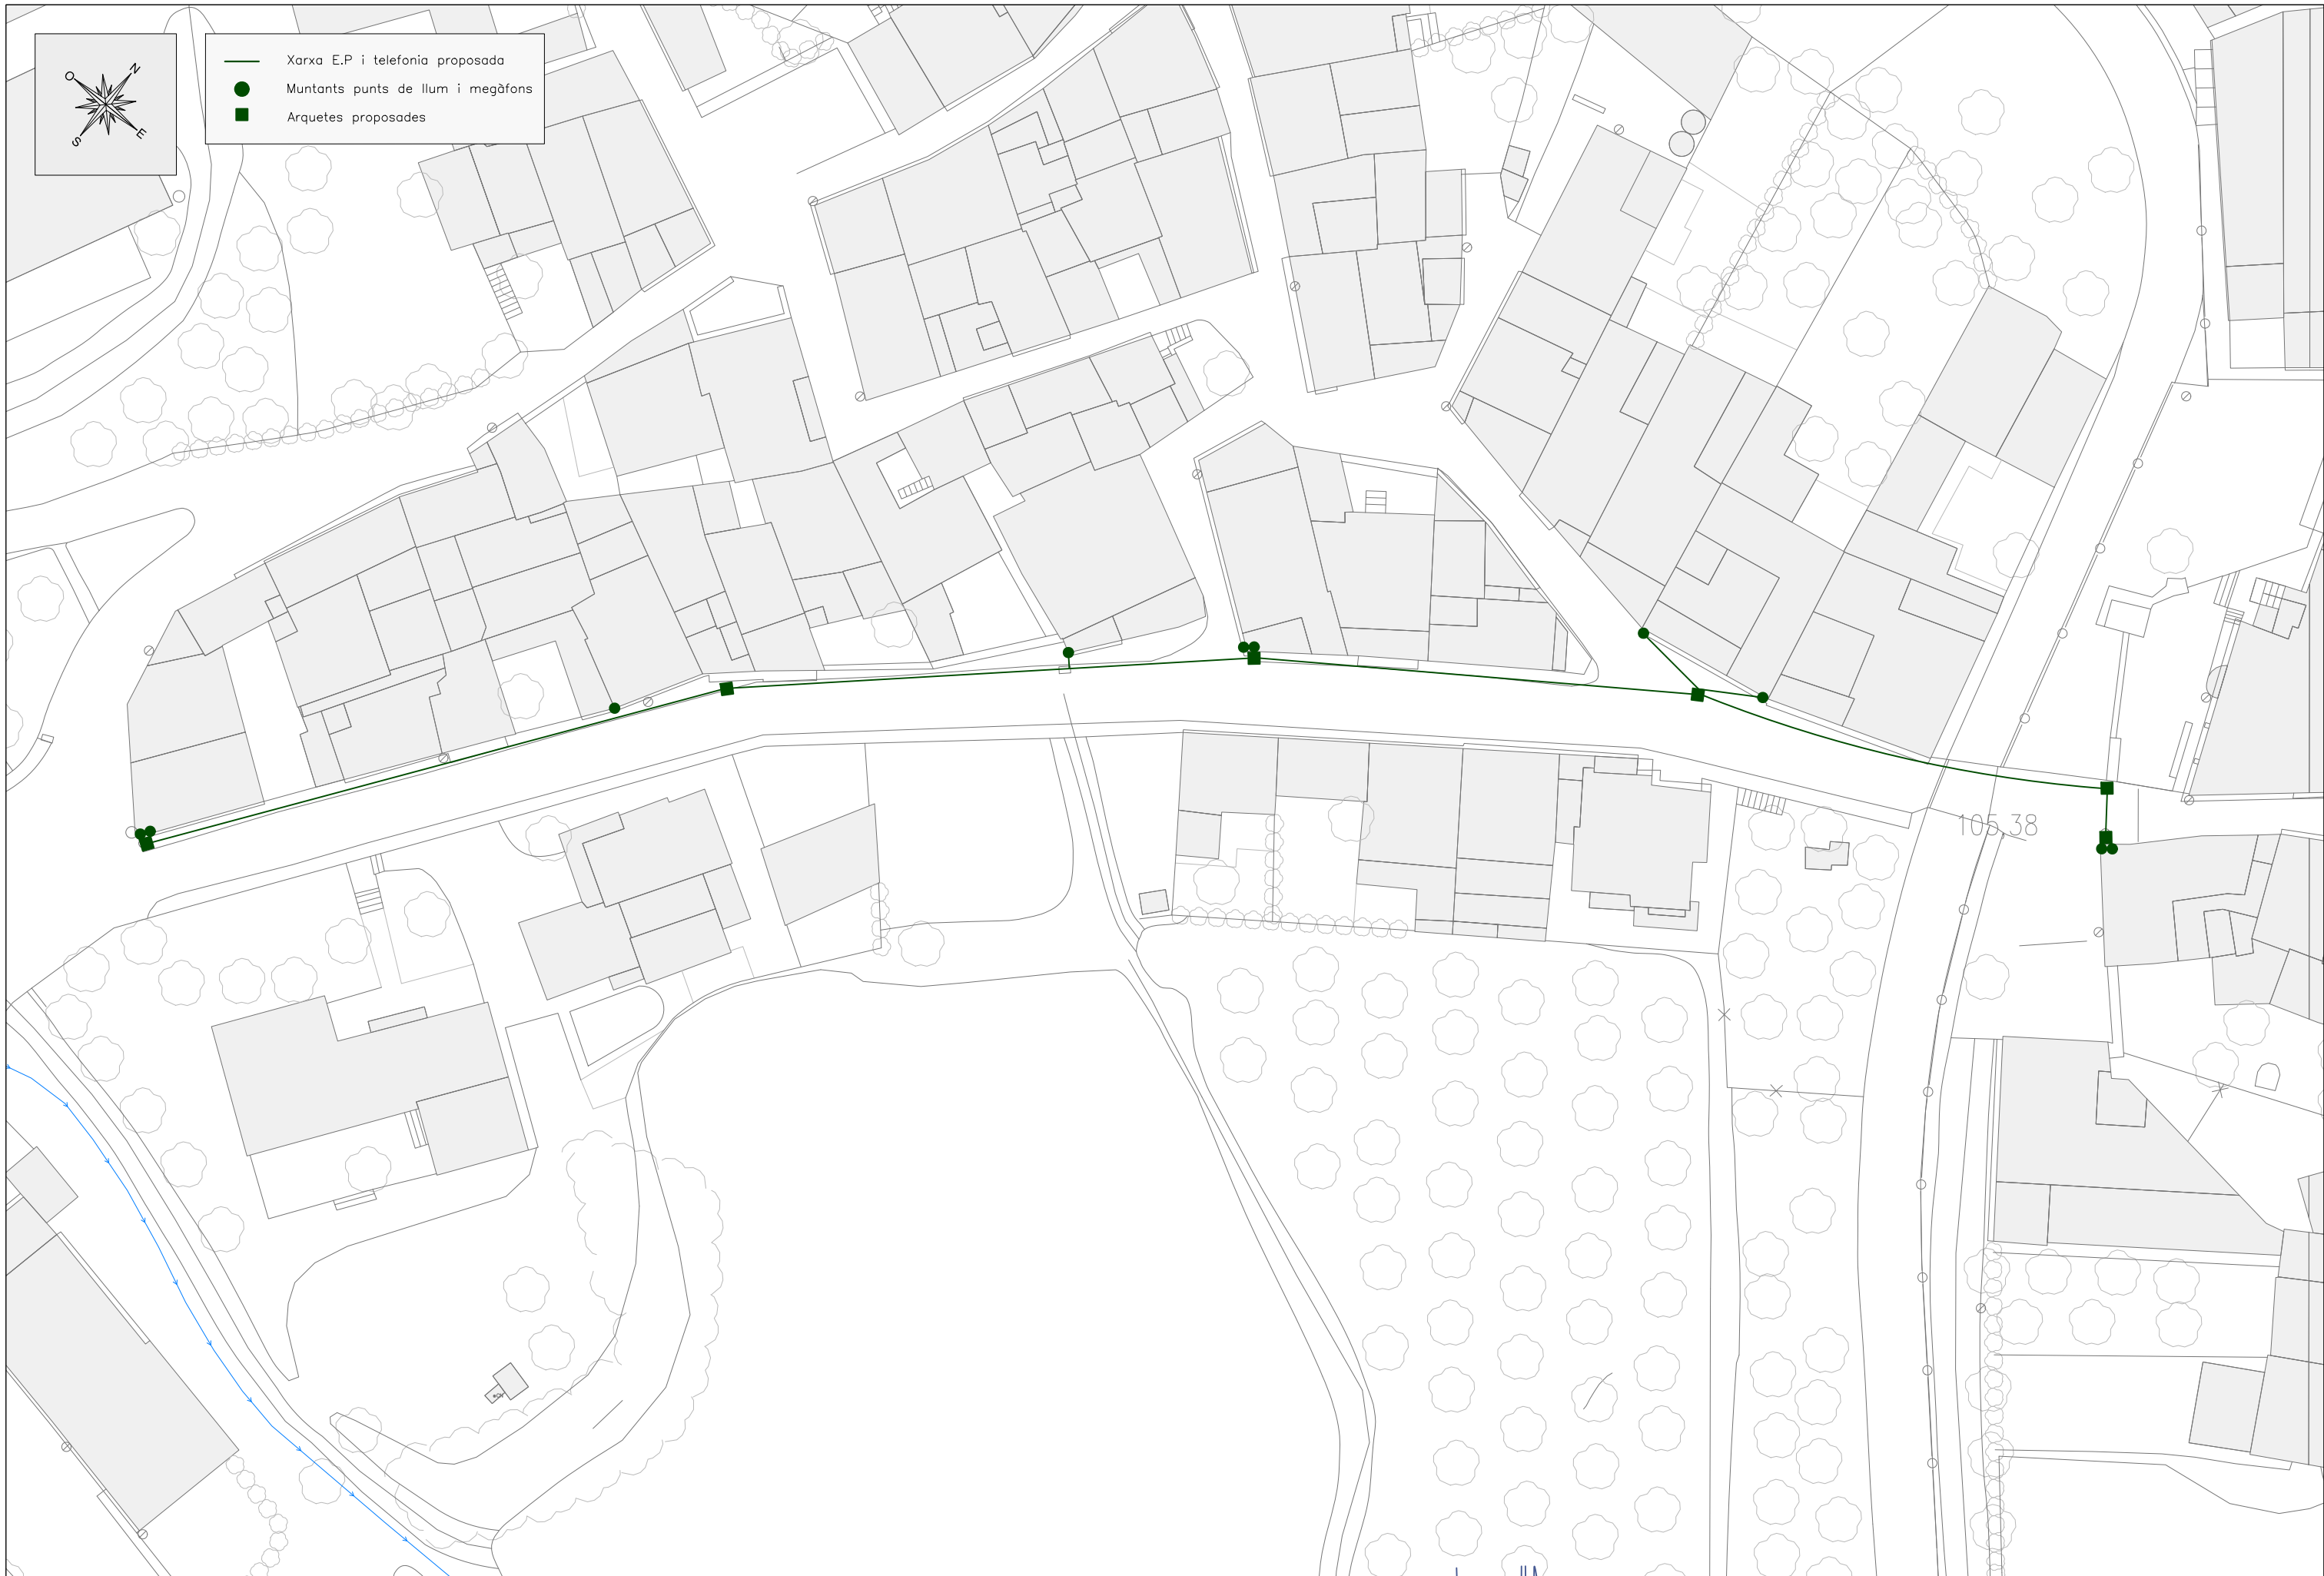 O
N
S
E
Xarxa E.P i telefonia proposada
Muntants punts de llum i megàfons
Arquetes proposades
105,38